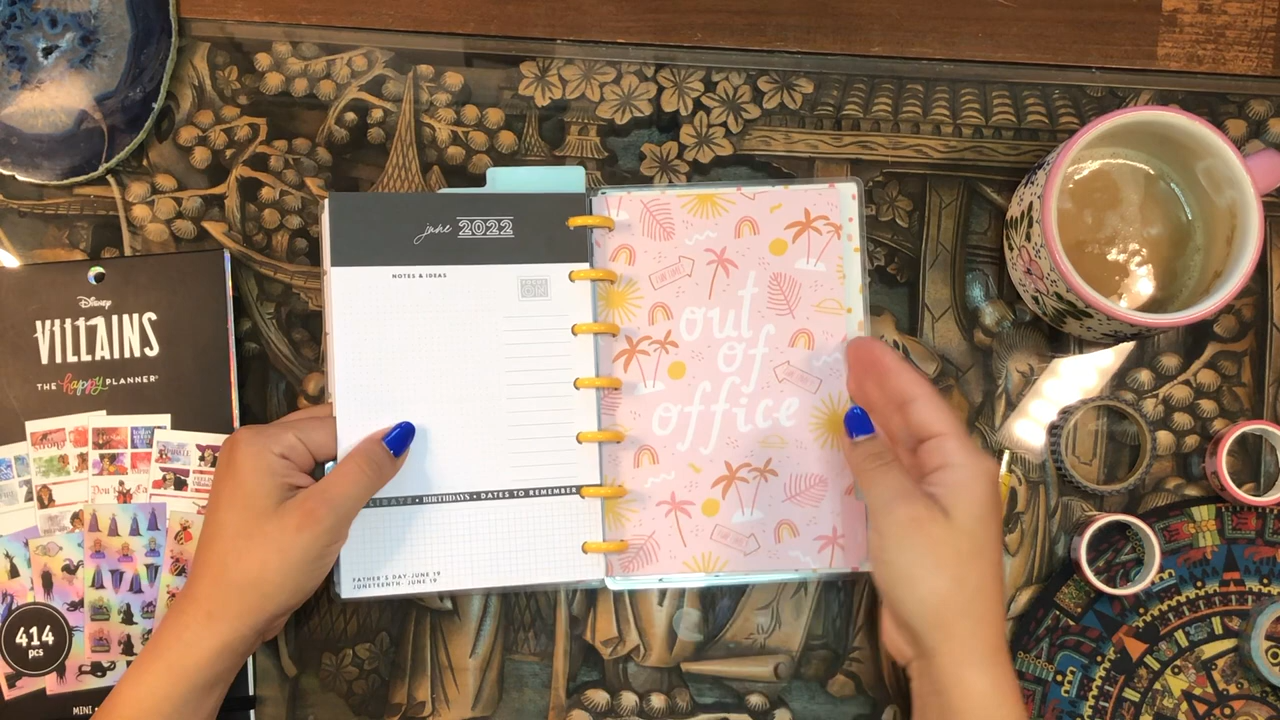 june 2022
NOTES & IDEAS
BIRTHDAYS • DATES TO REMEMBER
FATHER'S DAY-JUNE 19
JUNETEENTH- JUNE 19
out
of
office
Disney
VILLAINS
THE happy PLANNER®
414
pcs
MINI